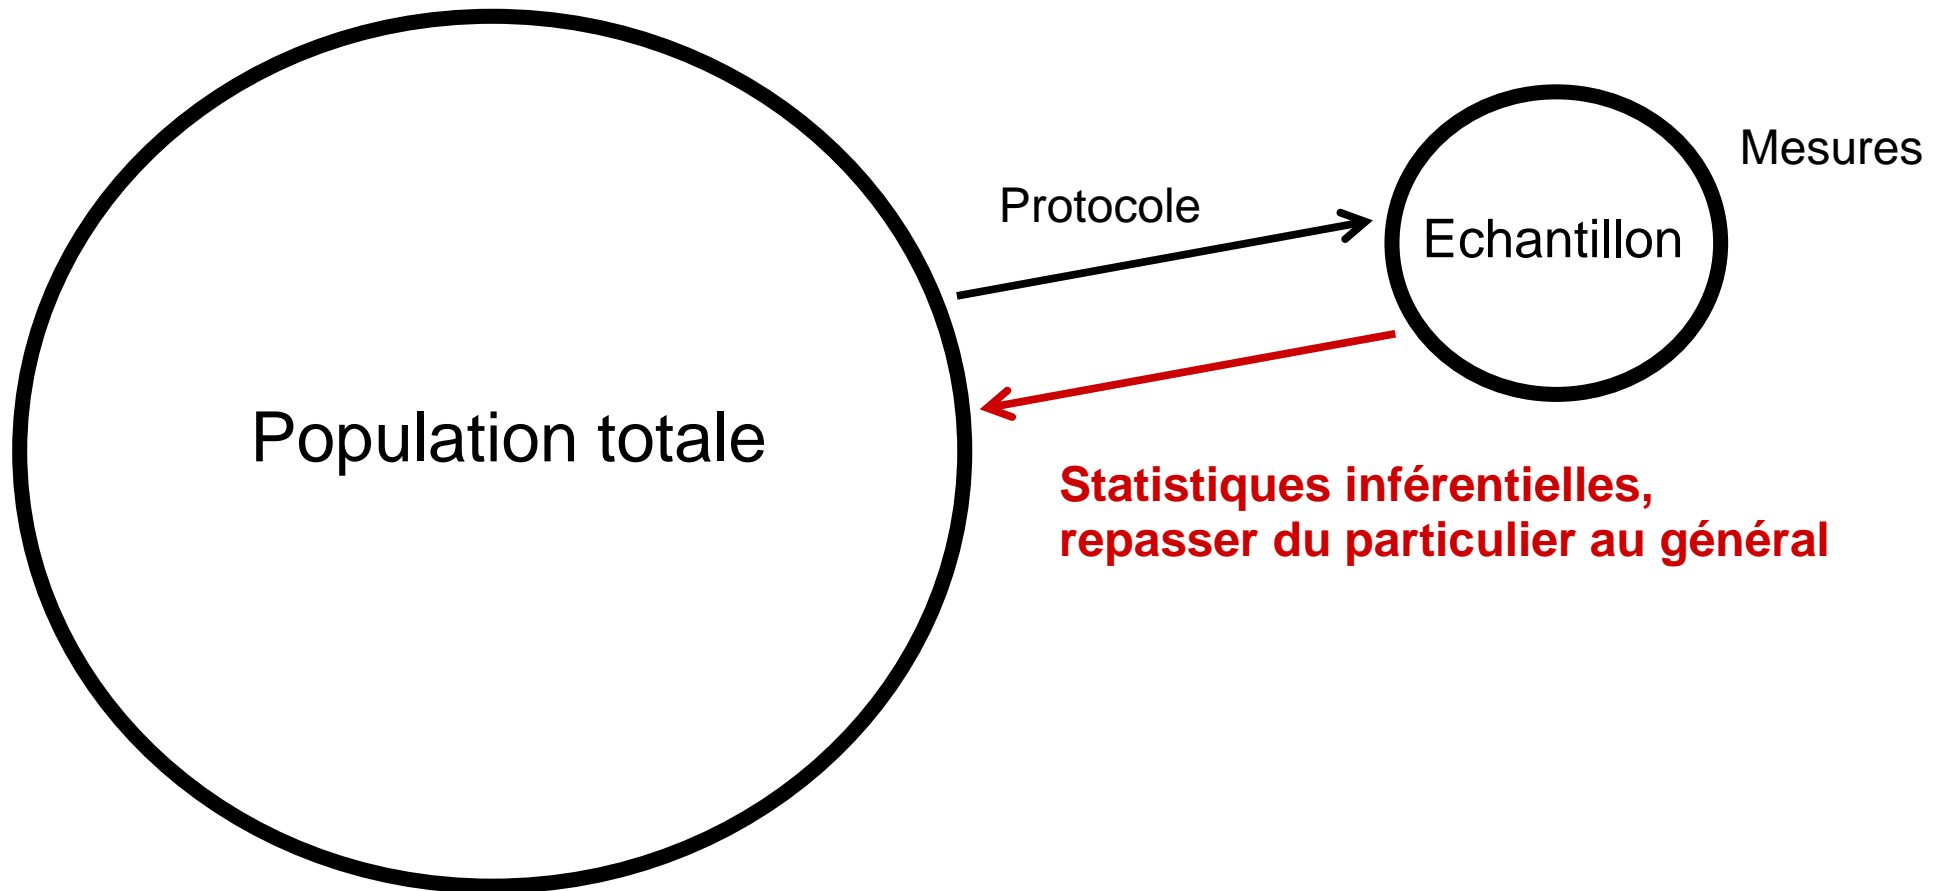 Mesures
Protocole
Echantillon
Population totale
Statistiques inférentielles,
repasser du particulier au général